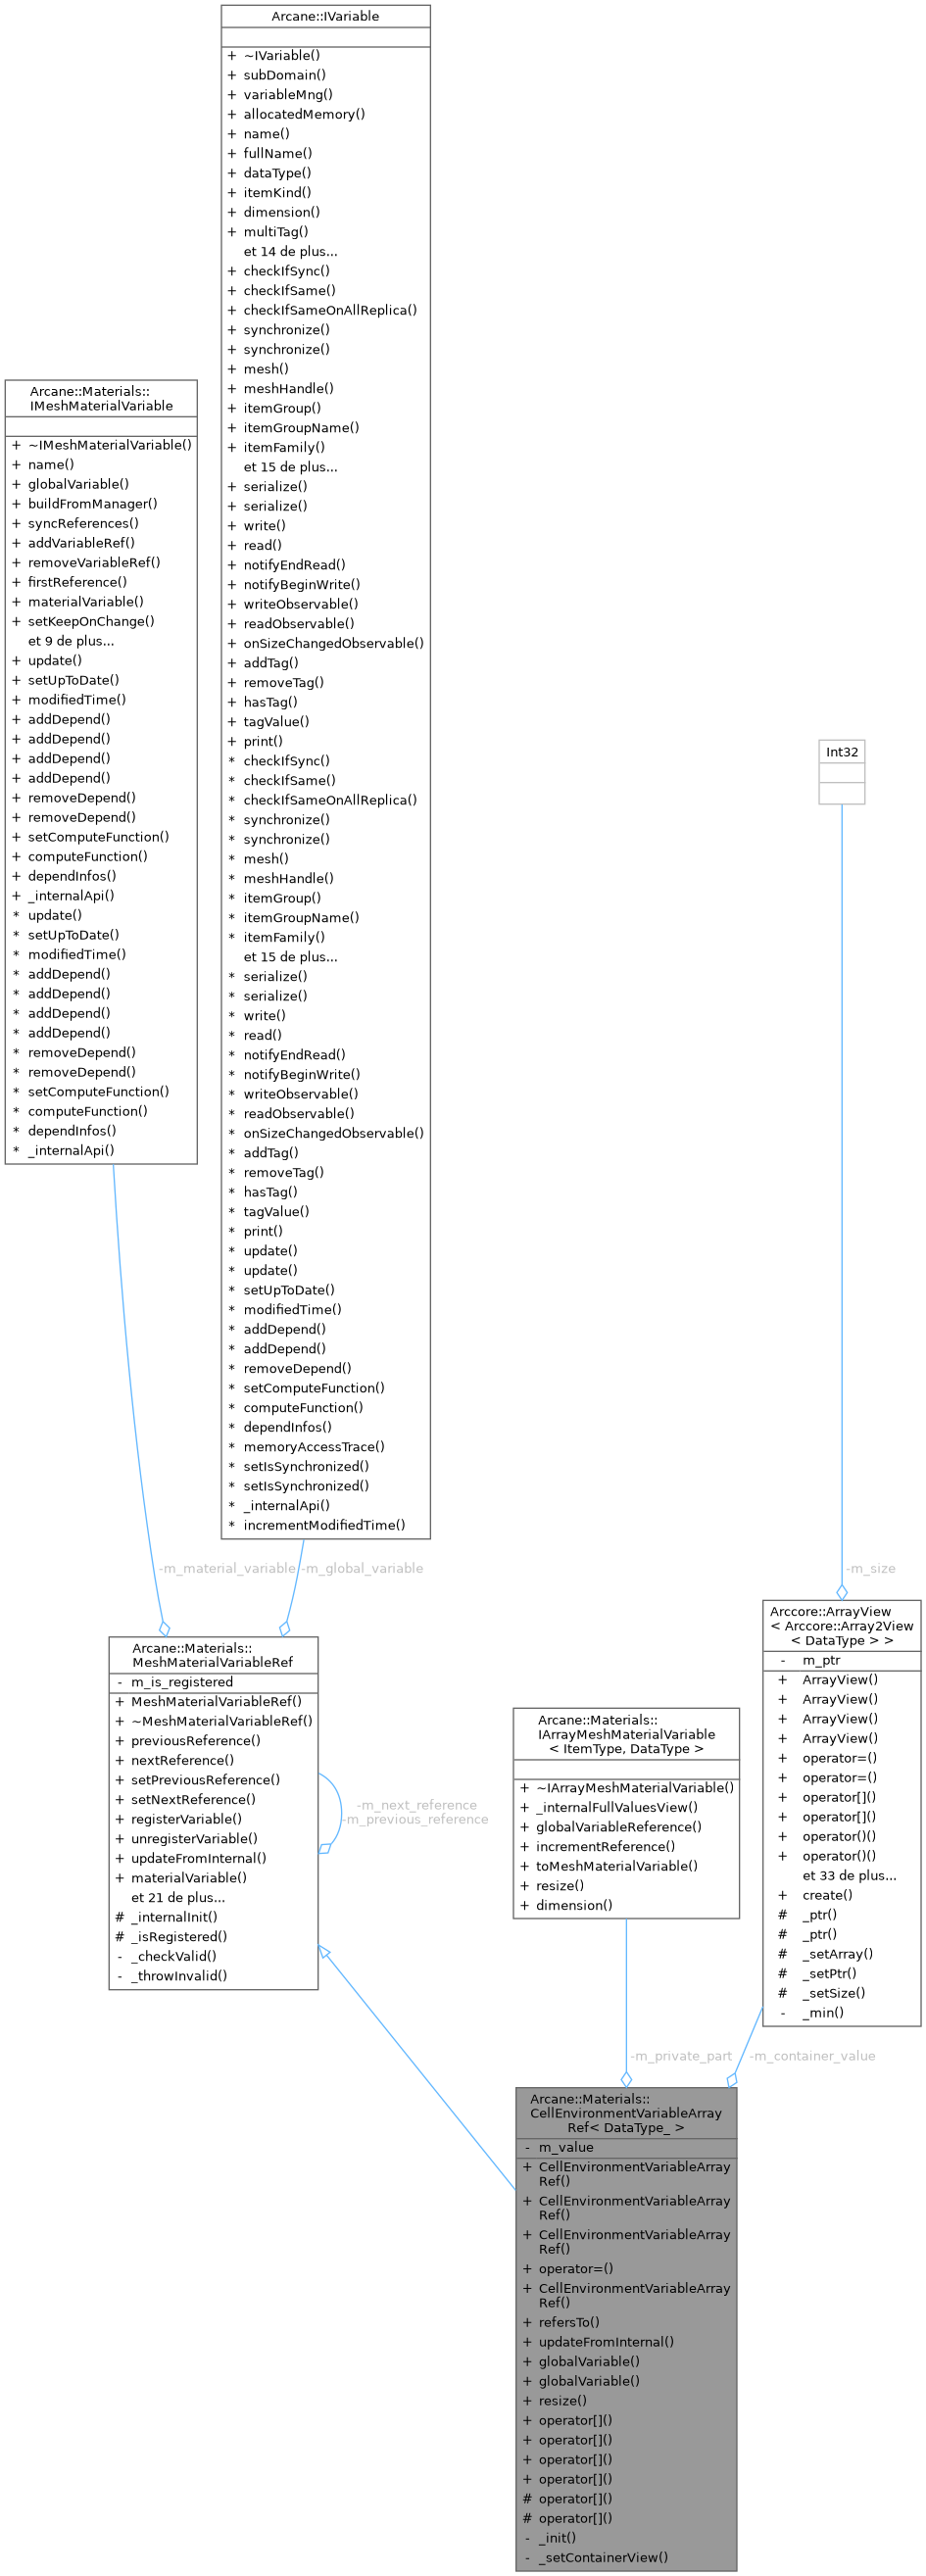 Arcane::IVariable
+ ~IVariable()
+ subDomain()
+ variableMng()
+ allocatedMemory()
+ name()
+ fullName()
+ dataType()
+ itemKind()
+ dimension()
+ multiTag()
et 14 de plus...
+ checkIfSync()
+ checkIfSame()
+ checkIfSameOnAllReplica()
+ synchronize()
+ synchronize()
+ mesh()
+ meshHandle()
+ itemGroup()
+ itemGroupName()
+ itemFamily()
et 15 de plus...
+ serialize()
+ serialize()
+ write()
+ read()
+ notifyEndRead()
+ notifyBeginWrite()
+ writeObservable()
+ readObservable()
+ onSizeChangedObservable()
+ addTag()
+ removeTag()
+ hasTag()
+ tagValue()
+ print()
* checkIfSync()
* checkIfSame()
* checkIfSameOnAllReplica()
* synchronize()
* synchronize()
* mesh()
* meshHandle()
* itemGroup()
* itemGroupName()
* itemFamily()
et 15 de plus...
* serialize()
* serialize()
* write()
* read()
* notifyEndRead()
* notifyBeginWrite()
* writeObservable()
* readObservable()
* onSizeChangedObservable()
* addTag()
* removeTag()
* hasTag()
* tagValue()
* print()
* update()
* update()
* setUpToDate()
* modifiedTime()
* addDepend()
* addDepend()
* removeDepend()
* setComputeFunction()
* computeFunction()
* dependInfos()
* memoryAccessTrace()
* setIsSynchronized()
* setIsSynchronized()
* _internalApi()
* incrementModifiedTime()
Arcane::Materials::
IMeshMaterialVariable
+ ~IMeshMaterialVariable()
+ name()
+ globalVariable()
+ buildFromManager()
+ syncReferences()
+ addVariableRef()
+ removeVariableRef()
+ firstReference()
+ materialVariable()
+ setKeepOnChange()
et 9 de plus...
+ update()
+ setUpToDate()
+ modifiedTime()
+ addDepend()
+ addDepend()
+ addDepend()
+ addDepend()
+ removeDepend()
+ removeDepend()
+ setComputeFunction()
+ computeFunction()
+ dependInfos()
+ _internalApi()
* update()
* setUpToDate()
* modifiedTime()
* addDepend()
* addDepend()
* addDepend()
* addDepend()
* removeDepend()
* removeDepend()
* setComputeFunction()
* computeFunction()
* dependInfos()
* _internalApi()
Int32
-m_material_variable
-m_global_variable
-m_size
Arcane::Materials::
MeshMaterialVariableRef
- m_is_registered
+ MeshMaterialVariableRef()
+ ~MeshMaterialVariableRef()
+ previousReference()
+ nextReference()
+ setPreviousReference()
+ setNextReference()
+ registerVariable()
+ unregisterVariable()
+ updateFromInternal()
+ materialVariable()
et 21 de plus...
# _internalInit()
# _isRegistered()
- _checkValid()
- _throwInvalid()
-m_next_reference
-m_previous_reference
Arcane::Materials::
IArrayMeshMaterialVariable
< ItemType, DataType >
+ ~IArrayMeshMaterialVariable()
+ _internalFullValuesView()
+ globalVariableReference()
+ incrementReference()
+ toMeshMaterialVariable()
+ resize()
+ dimension()
Arccore::ArrayView
< Arccore::Array2View
< DataType > >
- m_ptr
+ ArrayView()
+ ArrayView()
+ ArrayView()
+ ArrayView()
+ operator=()
+ operator=()
+ operator[]()
+ operator[]()
+ operator()()
+ operator()()
et 33 de plus...
+ create()
# _ptr()
# _ptr()
# _setArray()
# _setPtr()
# _setSize()
- _min()
-m_private_part
-m_container_value
Arcane::Materials::
CellEnvironmentVariableArray
Ref< DataType_ >
- m_value
+ CellEnvironmentVariableArray
Ref()
+ CellEnvironmentVariableArray
Ref()
+ CellEnvironmentVariableArray
Ref()
+ operator=()
+ CellEnvironmentVariableArray
Ref()
+ refersTo()
+ updateFromInternal()
+ globalVariable()
+ globalVariable()
+ resize()
+ operator[]()
+ operator[]()
+ operator[]()
+ operator[]()
# operator[]()
# operator[]()
- _init()
- _setContainerView()